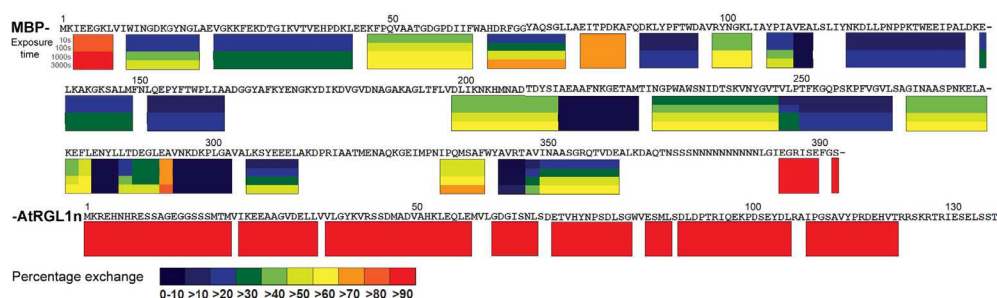 1 50 100
MBP- MKIEEGKLVIWINGDKGYNGLAEVGKKFEKDTGIKVTVEHPDKLEEKFPQVAATGDGPDIIFWAHDRFGGYAQSGLLAEITPDKAFQDKLYPFTWDAVRYNGKLIAYPIAVEALSLIYNKDLLPNPPKTWEEIPALDKE-
Exposure time
10s
100s
1000s
3000s
150 200 250
LKAKGKSALMFNLQEPYFTWPLIAADGGYAFKYENGKYDIKDVGVDNAGAKAGLTFLVDLIKNKHMNADTDYSIAEAAFNKGETAMTINGPWAWSNIDTSKVNYGVTVLPTFKGQPSKPFVGVLSAGINAASPNKELA-
300 350 390
KEFLENYLLTDEGLEAVNKDKPLGAVALKSYEEELAKDPRIAATMENAQKGEIMPNIPQMSAFWYAVRTAVINAASGRQTVDEALKDAQTNSSSNNNNNNNNNNLGIEGRISEFGS-
1 50 100 130
-AtRGL1n MKREHNHRESSAGEGGSSSMTMVIKEEAAGVDELLVVLGYKVRSSDMADVAHKLEQLEMVLGDGISNLSDETVHYNPSDLSGWVESMLSDLDPTRIQEKPDSEYDLRAIPGSAVYPRDEHVTRRSKRTRIESELSST
Percentage exchange
0-10 >10 >20 >30 >40 >50 >60 >70 >80 >90